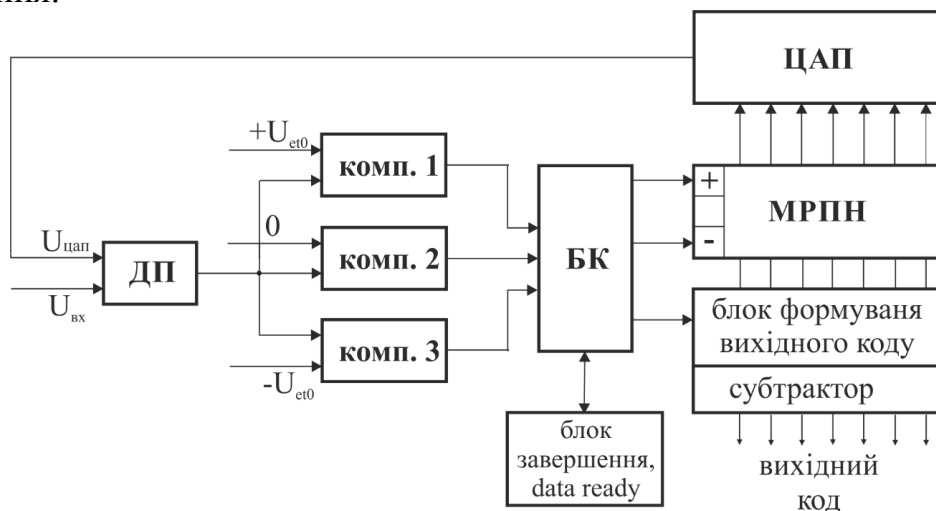 ння.
ЦАП
+U_et0
комп. 1
+
МРПН
-
0
комп. 2
БК
U_цап
ДП
U_вх
комп. 3
-U_et0
блок формуваня
вихідного коду
субтрактор
блок
завершення,
data ready
вихідний
код